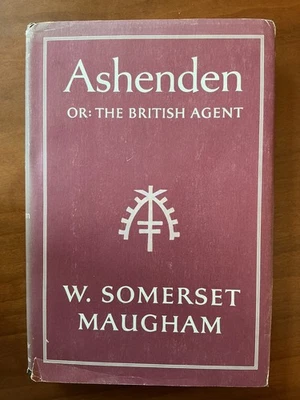 Ashenden
OR: THE BRITISH AGENT
W. SOMERSET
MAUGHAM